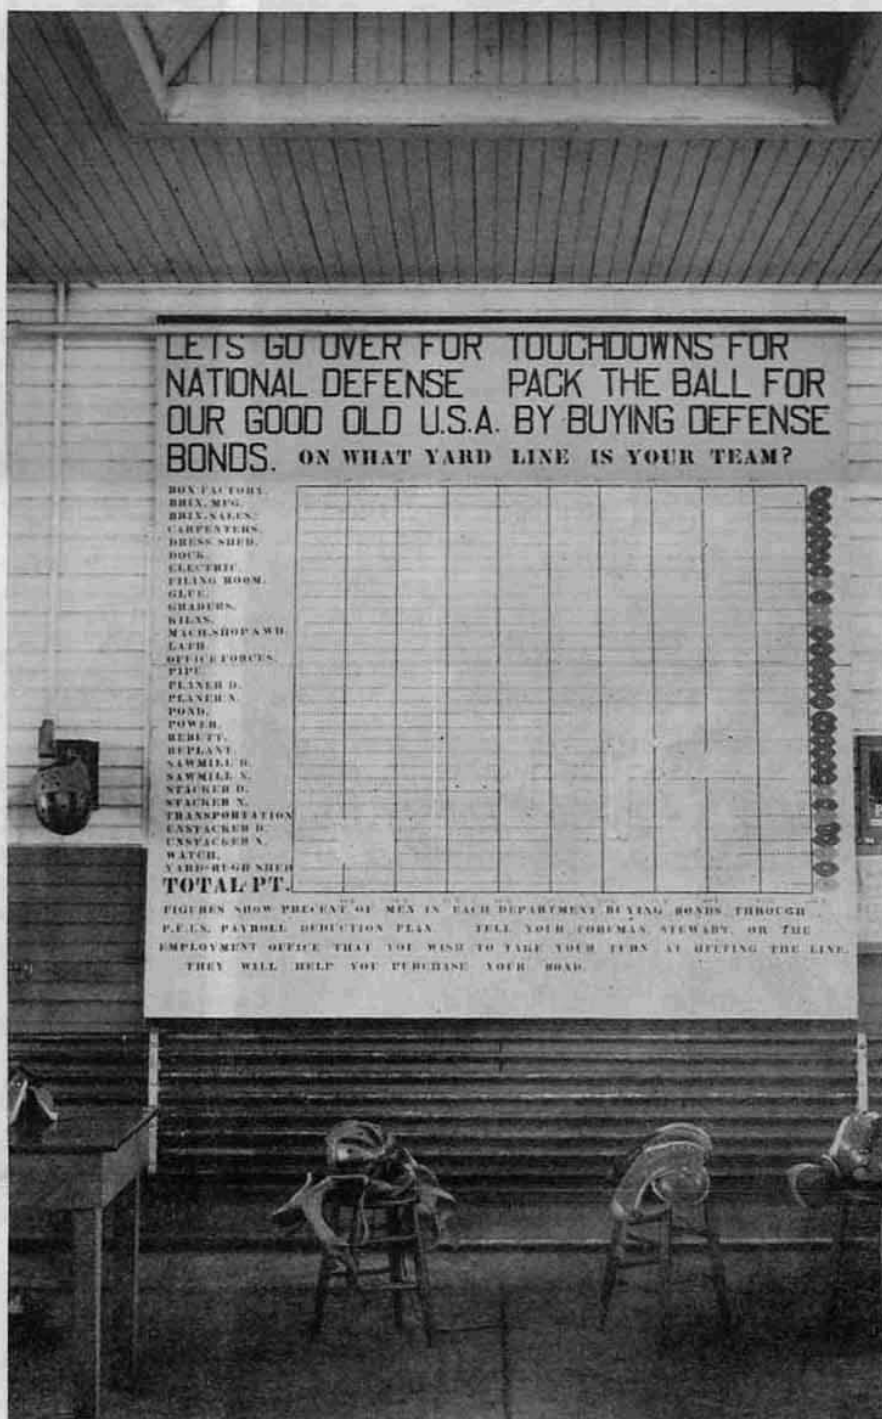 LETS GO OVER FOR TOUCHDOWNS FOR
NATIONAL DEFENSE PACK THE BALL FOR
OUR GOOD OLD U.S.A. BY BUYING DEFENSE
BONDS. ON WHAT YARD LINE IS YOUR TEAM?
BOX FACTORY.
BRIX. MFG.
BRIX. SALES.
CARPENTERS.
DRESS SHED.
DOCK.
ELECTRIC.
FILING ROOM.
GLUE.
GRADERS.
KILNS.
MACH. SHOP & WH.
LATH.
OFFICE FORCES.
PIPE.
PLANER D.
PLANER N.
POND.
POWER.
REBUTT.
REPLANT.
SAWMILL D.
SAWMILL N.
STACKER D.
STACKER N.
TRANSPORTATION
UNSTACKER D.
UNSTACKER N.
WATCH.
YARD-RUGH SHED
TOTAL PT.
FIGURES SHOW PRECENT OF MEN IN EACH DEPARTMENT BUYING BONDS THROUGH
PAYROLL DEDUCTION PLAN. TELL YOUR FOREMAN, STEWART, OR THE
EMPLOYMENT OFFICE THAT YOU WISH TO TAKE YOUR TURN AT HITTING THE LINE.
THEY WILL HELP YOU PURCHASE YOUR BOND.